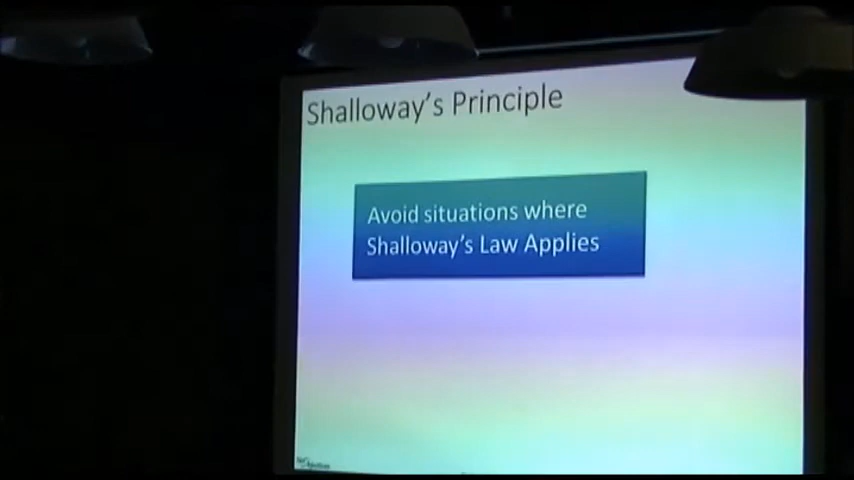 Shalloway's Principle
Avoid situations where
Shalloway's Law Applies